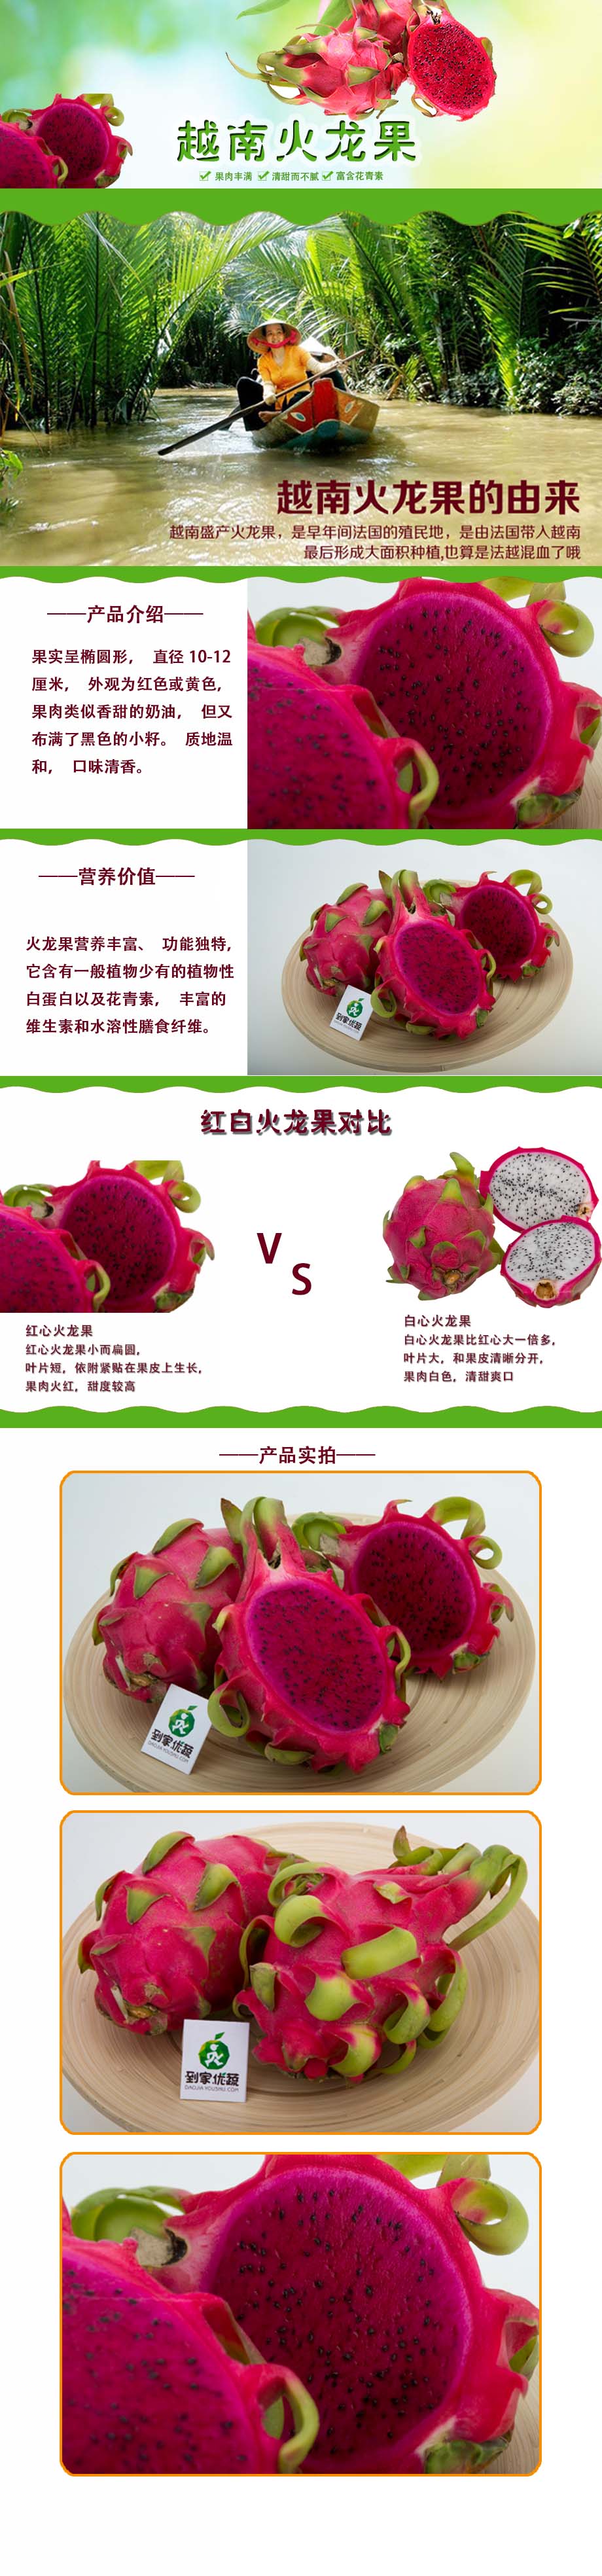 越南火龙果
果肉丰满 清甜而不腻 富含花青素
越南火龙果的由来
越南盛产火龙果，是早年间法国的殖民地，是由法国带入越南
最后形成大面积种植,也算是法越混血了哦
——产品介绍——
果实呈椭圆形， 直径 10-12
厘米， 外观为红色或黄色，
果肉类似香甜的奶油， 但又
布满了黑色的小籽。 质地温
和， 口味清香。
——营养价值——
火龙果营养丰富、 功能独特，
它含有一般植物少有的植物性
白蛋白以及花青素， 丰富的
维生素和水溶性膳食纤维。
到家优蔬
红白火龙果对比
V
S
红心火龙果
红心火龙果小而扁圆，
叶片短，依附紧贴在果皮上生长，
果肉火红，甜度较高
白心火龙果
白心火龙果比红心大一倍多，
叶片大，和果皮清晰分开，
果肉白色，清甜爽口
——产品实拍——
到家优蔬
DAOJIA YOUSHU.COM
到家优蔬
DAOJIA YOUSHU.COM